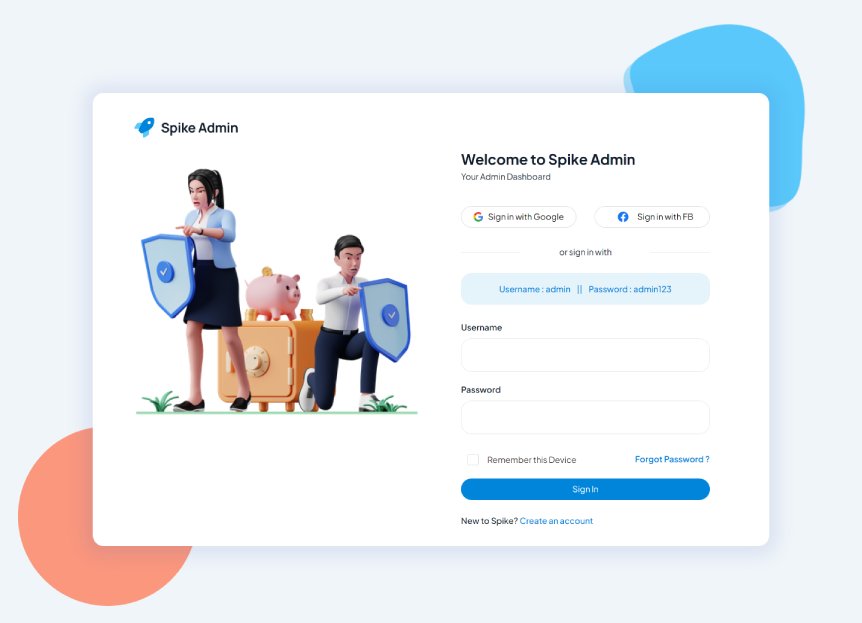 Spike Admin
Welcome to Spike Admin
Your Admin Dashboard
Sign in with Google
Sign in with FB
or sign in with
Username : admin || Password : admin123
Username
Password
Remember this Device
Forgot Password ?
Sign In
New to Spike? Create an account